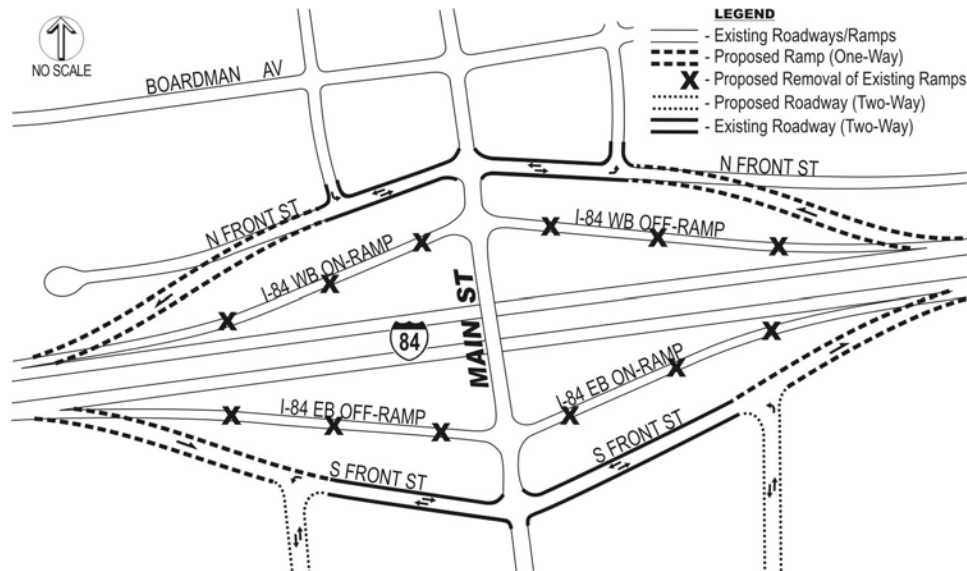 LEGEND
- Existing Roadways/Ramps
- Proposed Ramp (One-Way)
X - Proposed Removal of Existing Ramps
- Proposed Roadway (Two-Way)
- Existing Roadway (Two-Way)
NO SCALE
BOARDMAN AV
N FRONT ST
N FRONT ST
I-84 WB OFF-RAMP
I-84 WB ON-RAMP
MAIN ST
84
I-84 EB ON-RAMP
I-84 EB OFF-RAMP
S FRONT ST
S FRONT ST